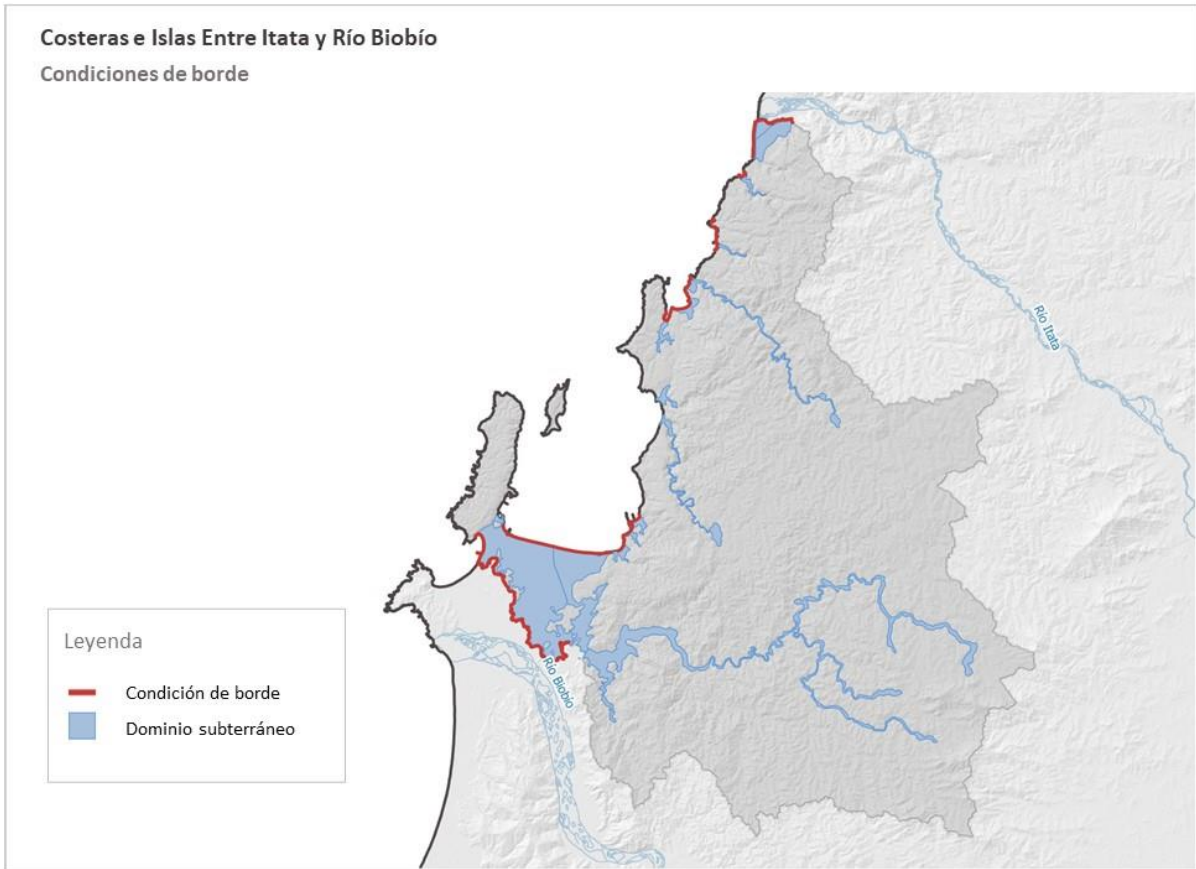 Costeras e Islas Entre Itata y Río Biobío
Condiciones de borde
Río Itata
Río Biobío
Leyenda
Condición de borde
Dominio subterráneo